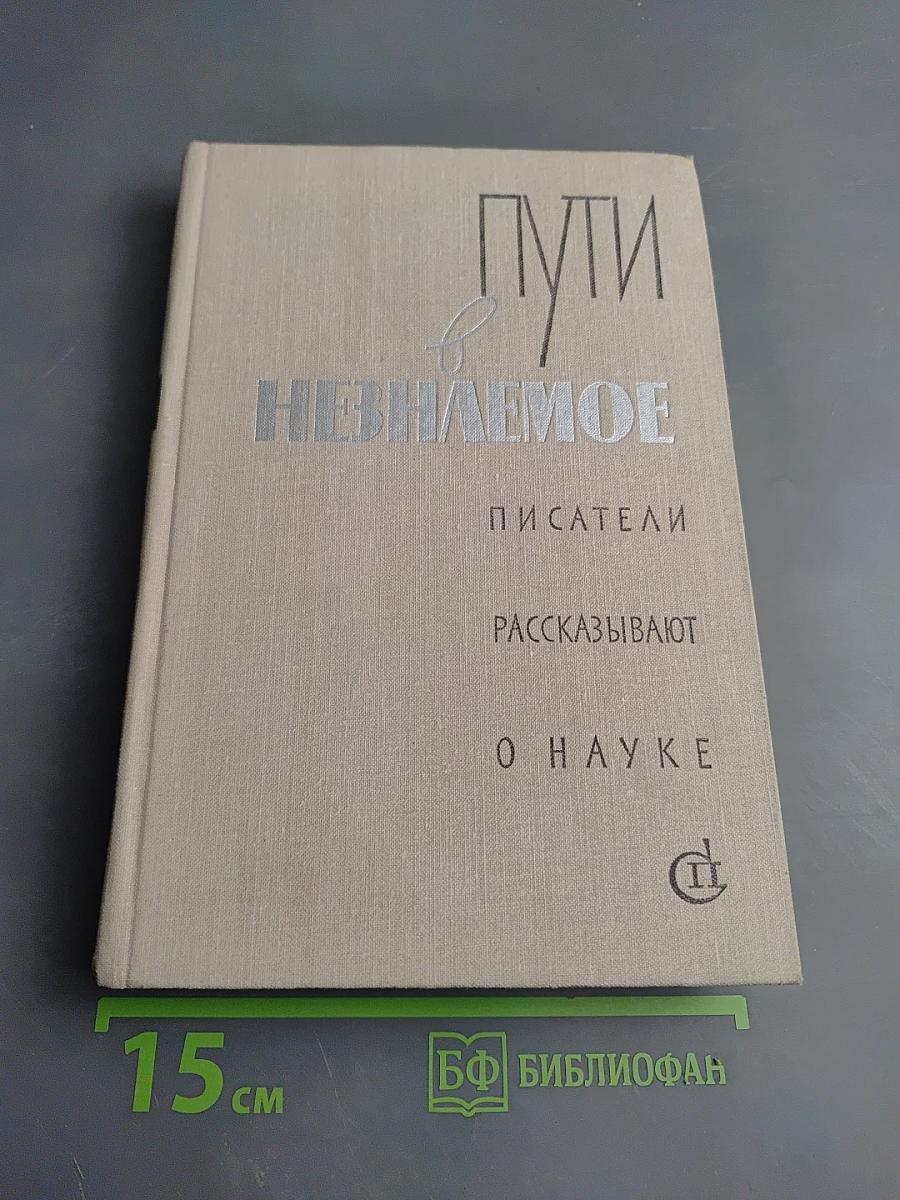 ПУТИ
в
НЕЗНАЕМОЕ
ПИСАТЕЛИ
РАССКАЗЫВАЮТ
О НАУКЕ
15 см
БФ БИБЛИОФАН